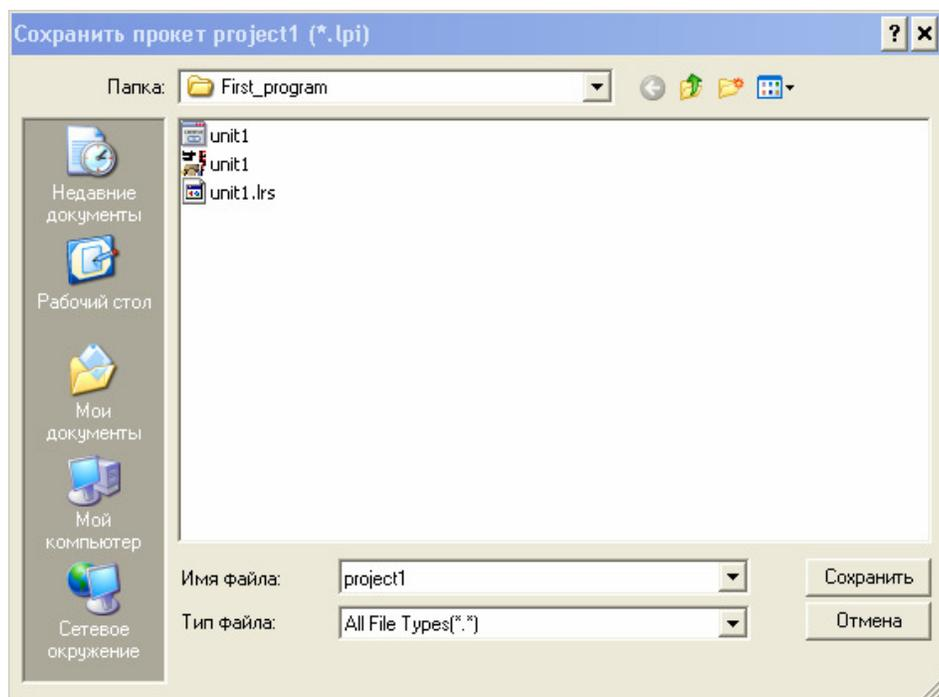 Сохранить прокет project1 (*.lpi)
Папка: First_program
unit1
unit1
unit1.lrs
Недавние
документы
Рабочий стол
Мои
документы
Мой
компьютер
Сетевое
окружение
Имя файла: project1 Сохранить
Тип файла: All File Types(*.*) Отмена